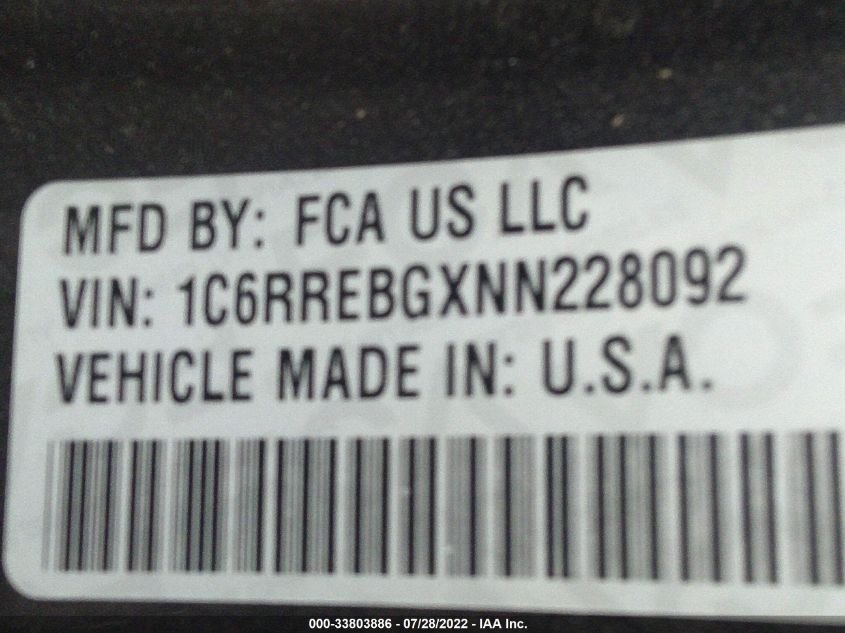 MFD BY: FCA US LLC
VIN: 1C6RREBGXNN228092
VEHICLE MADE IN: U.S.A.
000-33803886 - 07/28/2022 - IAA Inc.